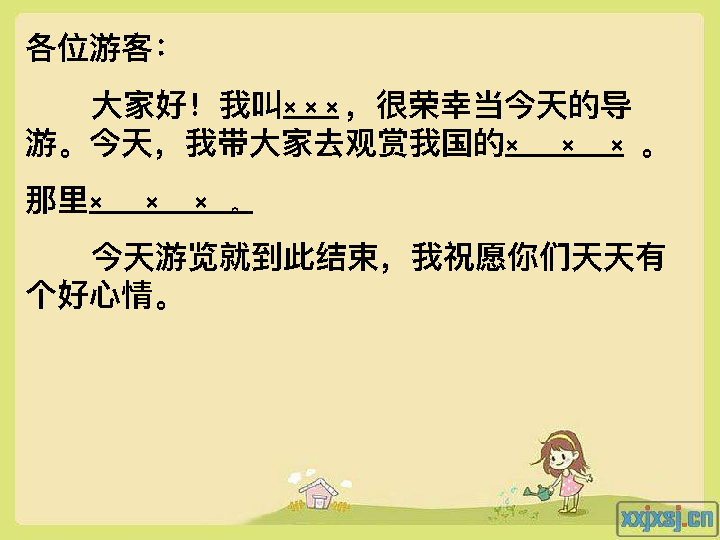 各位游客：
大家好！我叫×××，很荣幸当今天的导
游。今天，我带大家去观赏我国的× × × 。
那里× × × 。
今天游览就到此结束，我祝愿你们天天有
个好心情。
xxjxsj.cn